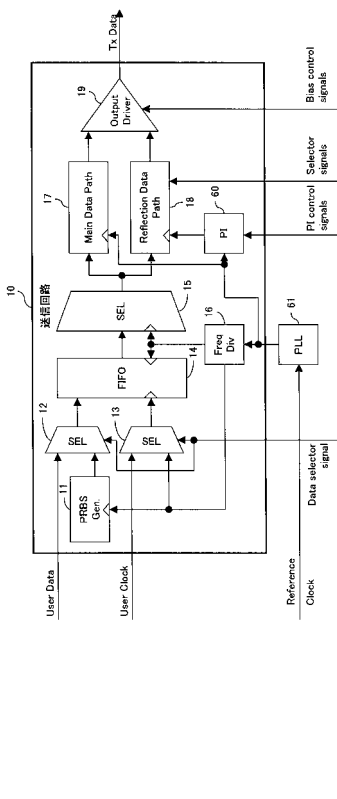 10
送信回路
User Data
User Clock
Reference
Clock
11
PRBS
Gen.
12
SEL
13
SEL
FIFO
14
SEL
15
16
Freq
Div
61
PLL
17
Main Data Path
Reflection Data
Path
18
60
PI
19
Output
Driver
Tx Data
Data selector
signal
PI control
signals
Selector
signals
Bias control
signals